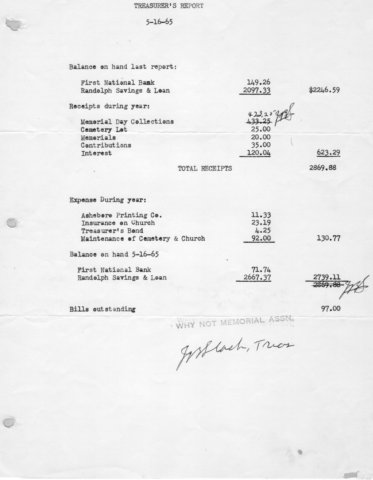 TREASURER'S REPORT
5-16-65
Balance on hand last report:
First National Bank 149.26
Randolph Savings & Loan 2097.33 $2246.59
Receipts during year:
Memorial Day Collections 433.25
Cemetery Lot 25.00
Memorials 20.00
Contributions 35.00
Interest 120.04 623.29
TOTAL RECEIPTS 2869.88
Expense During year:
Asheboro Printing Co. 11.33
Insurance on Church 23.19
Treasurer's Bond 4.25
Maintenance of Cemetery & Church 92.00 130.77
Balance on hand 5-16-65
First National Bank 71.74
Randolph Savings & Loan 2667.37 2739.11
2869.88
Bills outstanding 97.00
WHY NOT MEMORIAL ASSN.
Treas